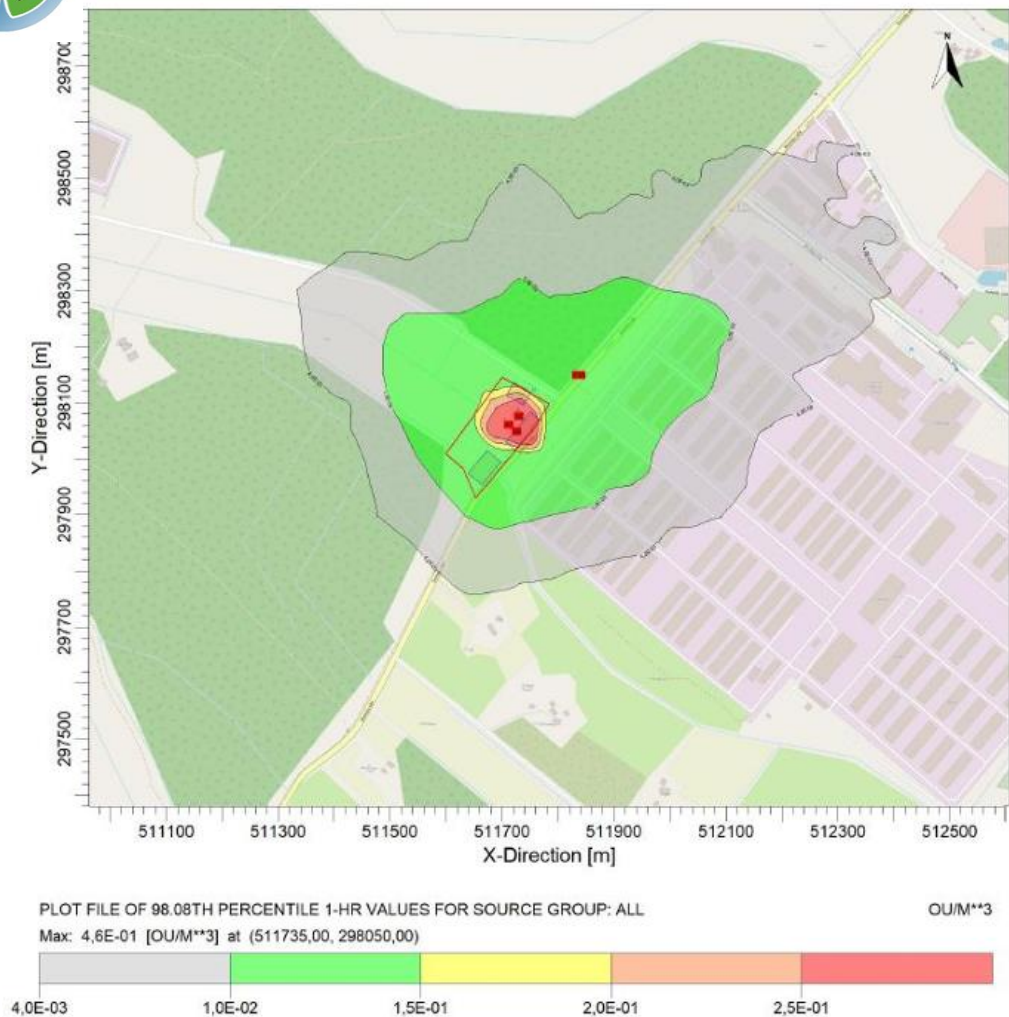 298700
298500
298300
298100
297900
297700
297500
Y-Direction [m]
N
511100 511300 511500 511700 511900 512100 512300 512500
X-Direction [m]
PLOT FILE OF 98.08TH PERCENTILE 1-HR VALUES FOR SOURCE GROUP: ALL OU/M**3
Max: 4,6E-01 [OU/M**3] at (511735,00, 298050,00)
4,0E-03 1,0E-02 1,5E-01 2,0E-01 2,5E-01